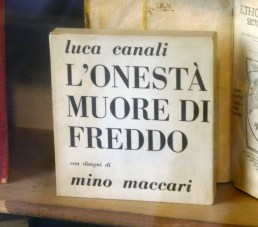 luca canali
L'ONESTÀ
MUORE DI
FREDDO
con disegni di
mino maccari